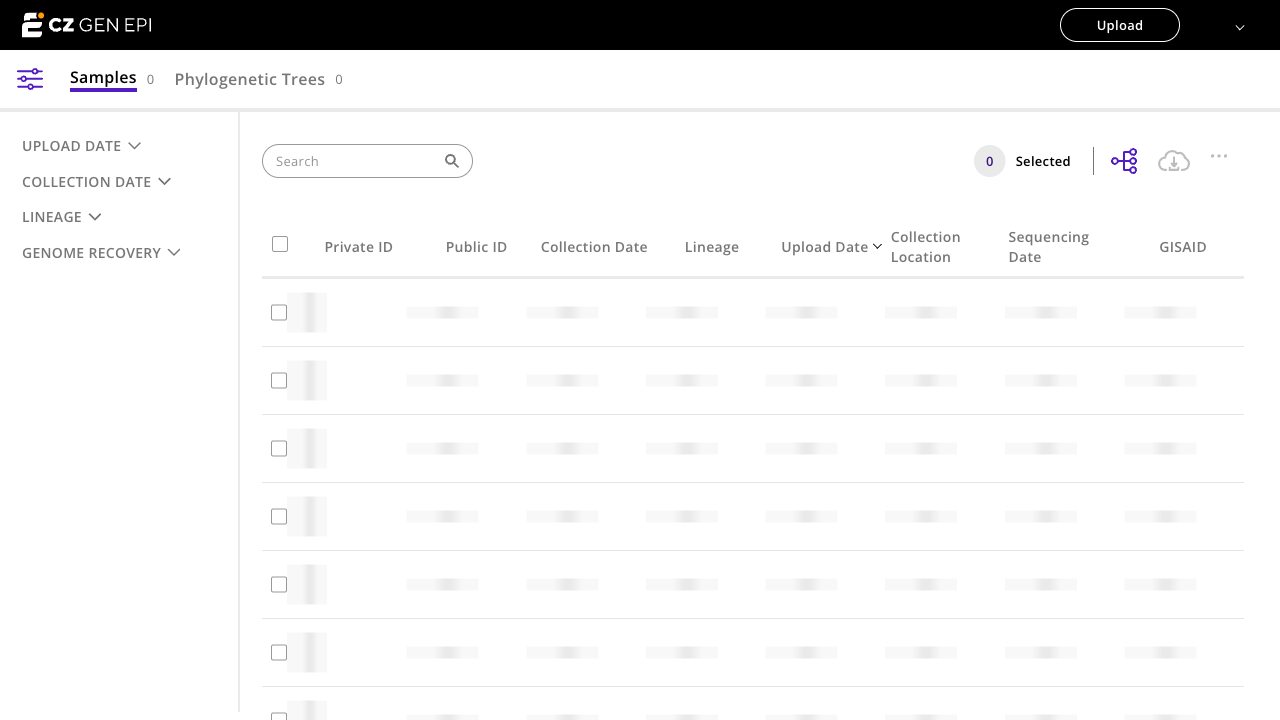 CZ GEN EPI
Upload
Samples 0 Phylogenetic Trees 0
UPLOAD DATE
COLLECTION DATE
LINEAGE
GENOME RECOVERY
Search
0 Selected
Private ID Public ID Collection Date Lineage Upload Date Collection Location Sequencing Date GISAID